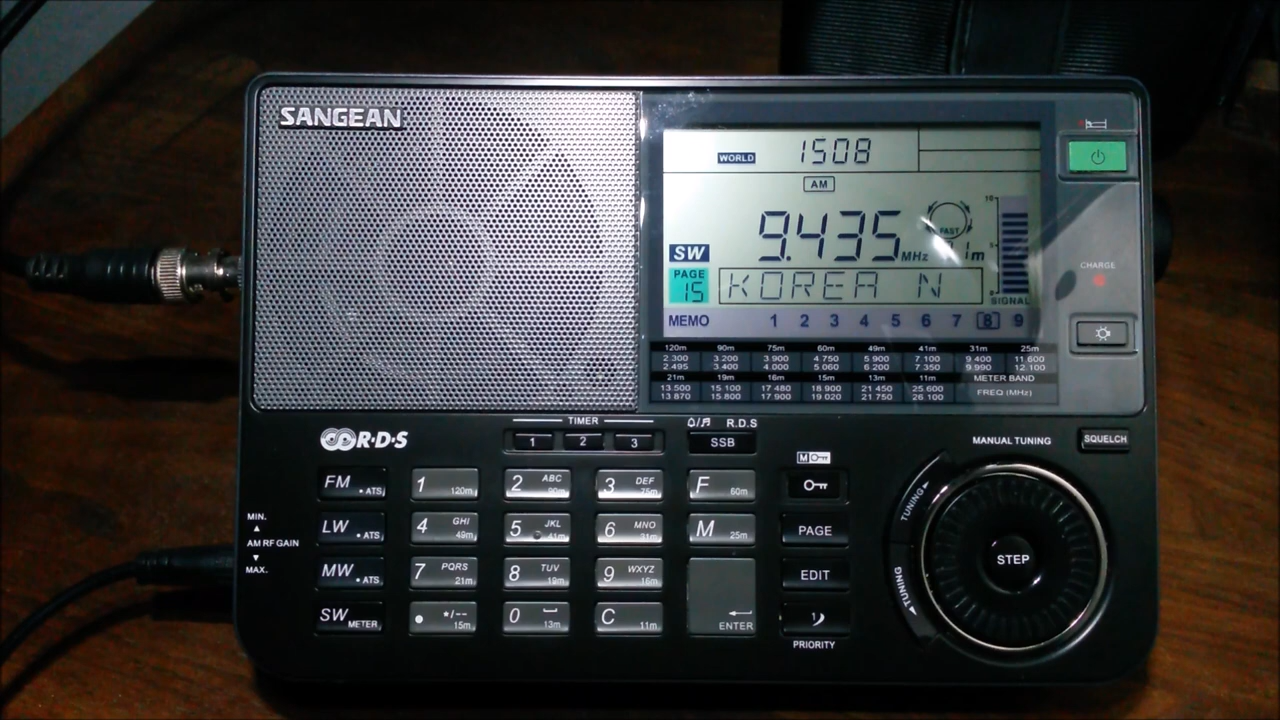 SANGEAN
WORLD 1508
AM
9.435 MHz
FAST
1m
10
5
0
SIGNAL
SW
PAGE 15
KOREA N
MEMO 1 2 3 4 5 6 7 8 9
CHARGE
120m 90m 75m 60m 49m 41m 31m 25m
2.300 3.200 3.900 4.750 5.900 7.100 9.400 11.600
2.495 3.400 4.000 5.060 6.200 7.350 9.990 12.100
21m 19m 16m 15m 13m 11m METER BAND
13.500 15.100 17.480 18.900 21.450 25.600 FREQ (MHz)
13.870 15.800 17.900 19.020 21.750 26.100
R·D·S
TIMER
1 2 3
R.D.S
SSB
MANUAL TUNING
SQUELCH
FM •ATS
1 120m
2 ABC 90m
3 DEF 75m
F 60m
M
LW •ATS
4 GHI 49m
5 JKL 41m
6 MNO 31m
M 25m
PAGE
MW •ATS
7 PQRS 21m
8 TUV 19m
9 WXYZ 16m
ENTER
EDIT
SW METER
• */-- 15m
0 13m
C 11m
PRIORITY
MIN.
AM RF GAIN
MAX.
TUNING
TUNING
STEP